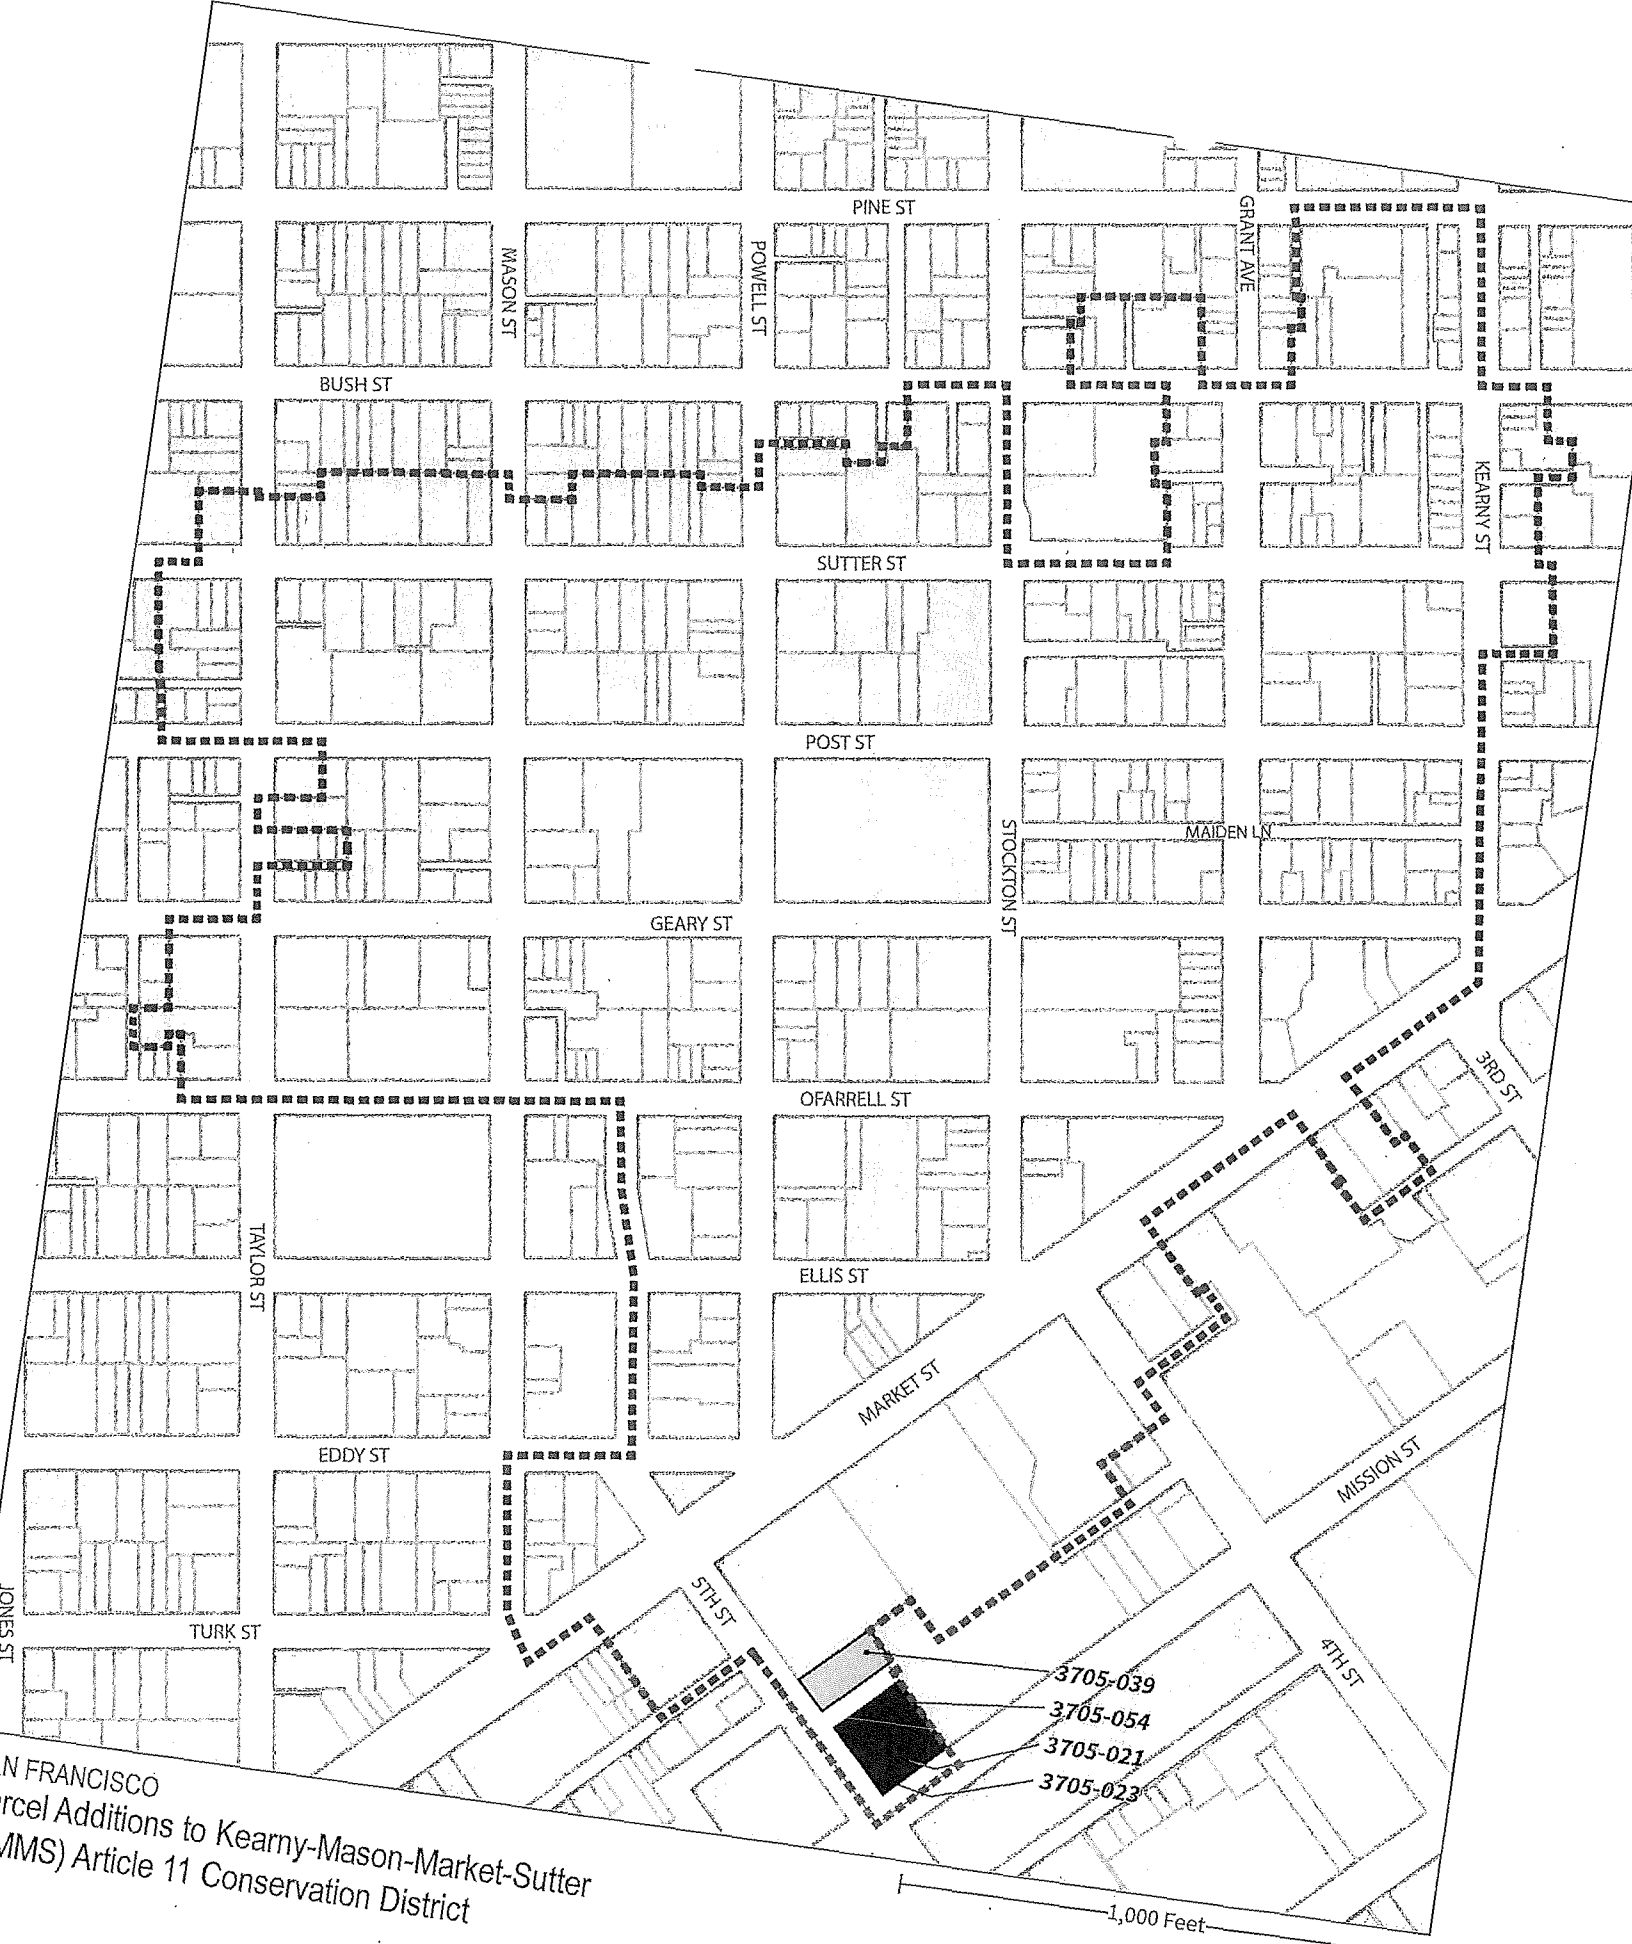 PINE ST
GRANT AVE
MASON ST
POWELL ST
BUSH ST
KEARNY ST
SUTTER ST
POST ST
MAIDEN LN
STOCKTON ST
GEARY ST
3RD ST
OFARRELL ST
TAYLOR ST
ELLIS ST
MARKET ST
EDDY ST
MISSION ST
5TH ST
JONES ST
TURK ST
4TH ST
3705-039
3705-054
3705-021
3705-023
AN FRANCISCO
rcel Additions to Kearny-Mason-Market-Sutter
MMS) Article 11 Conservation District
1,000 Feet